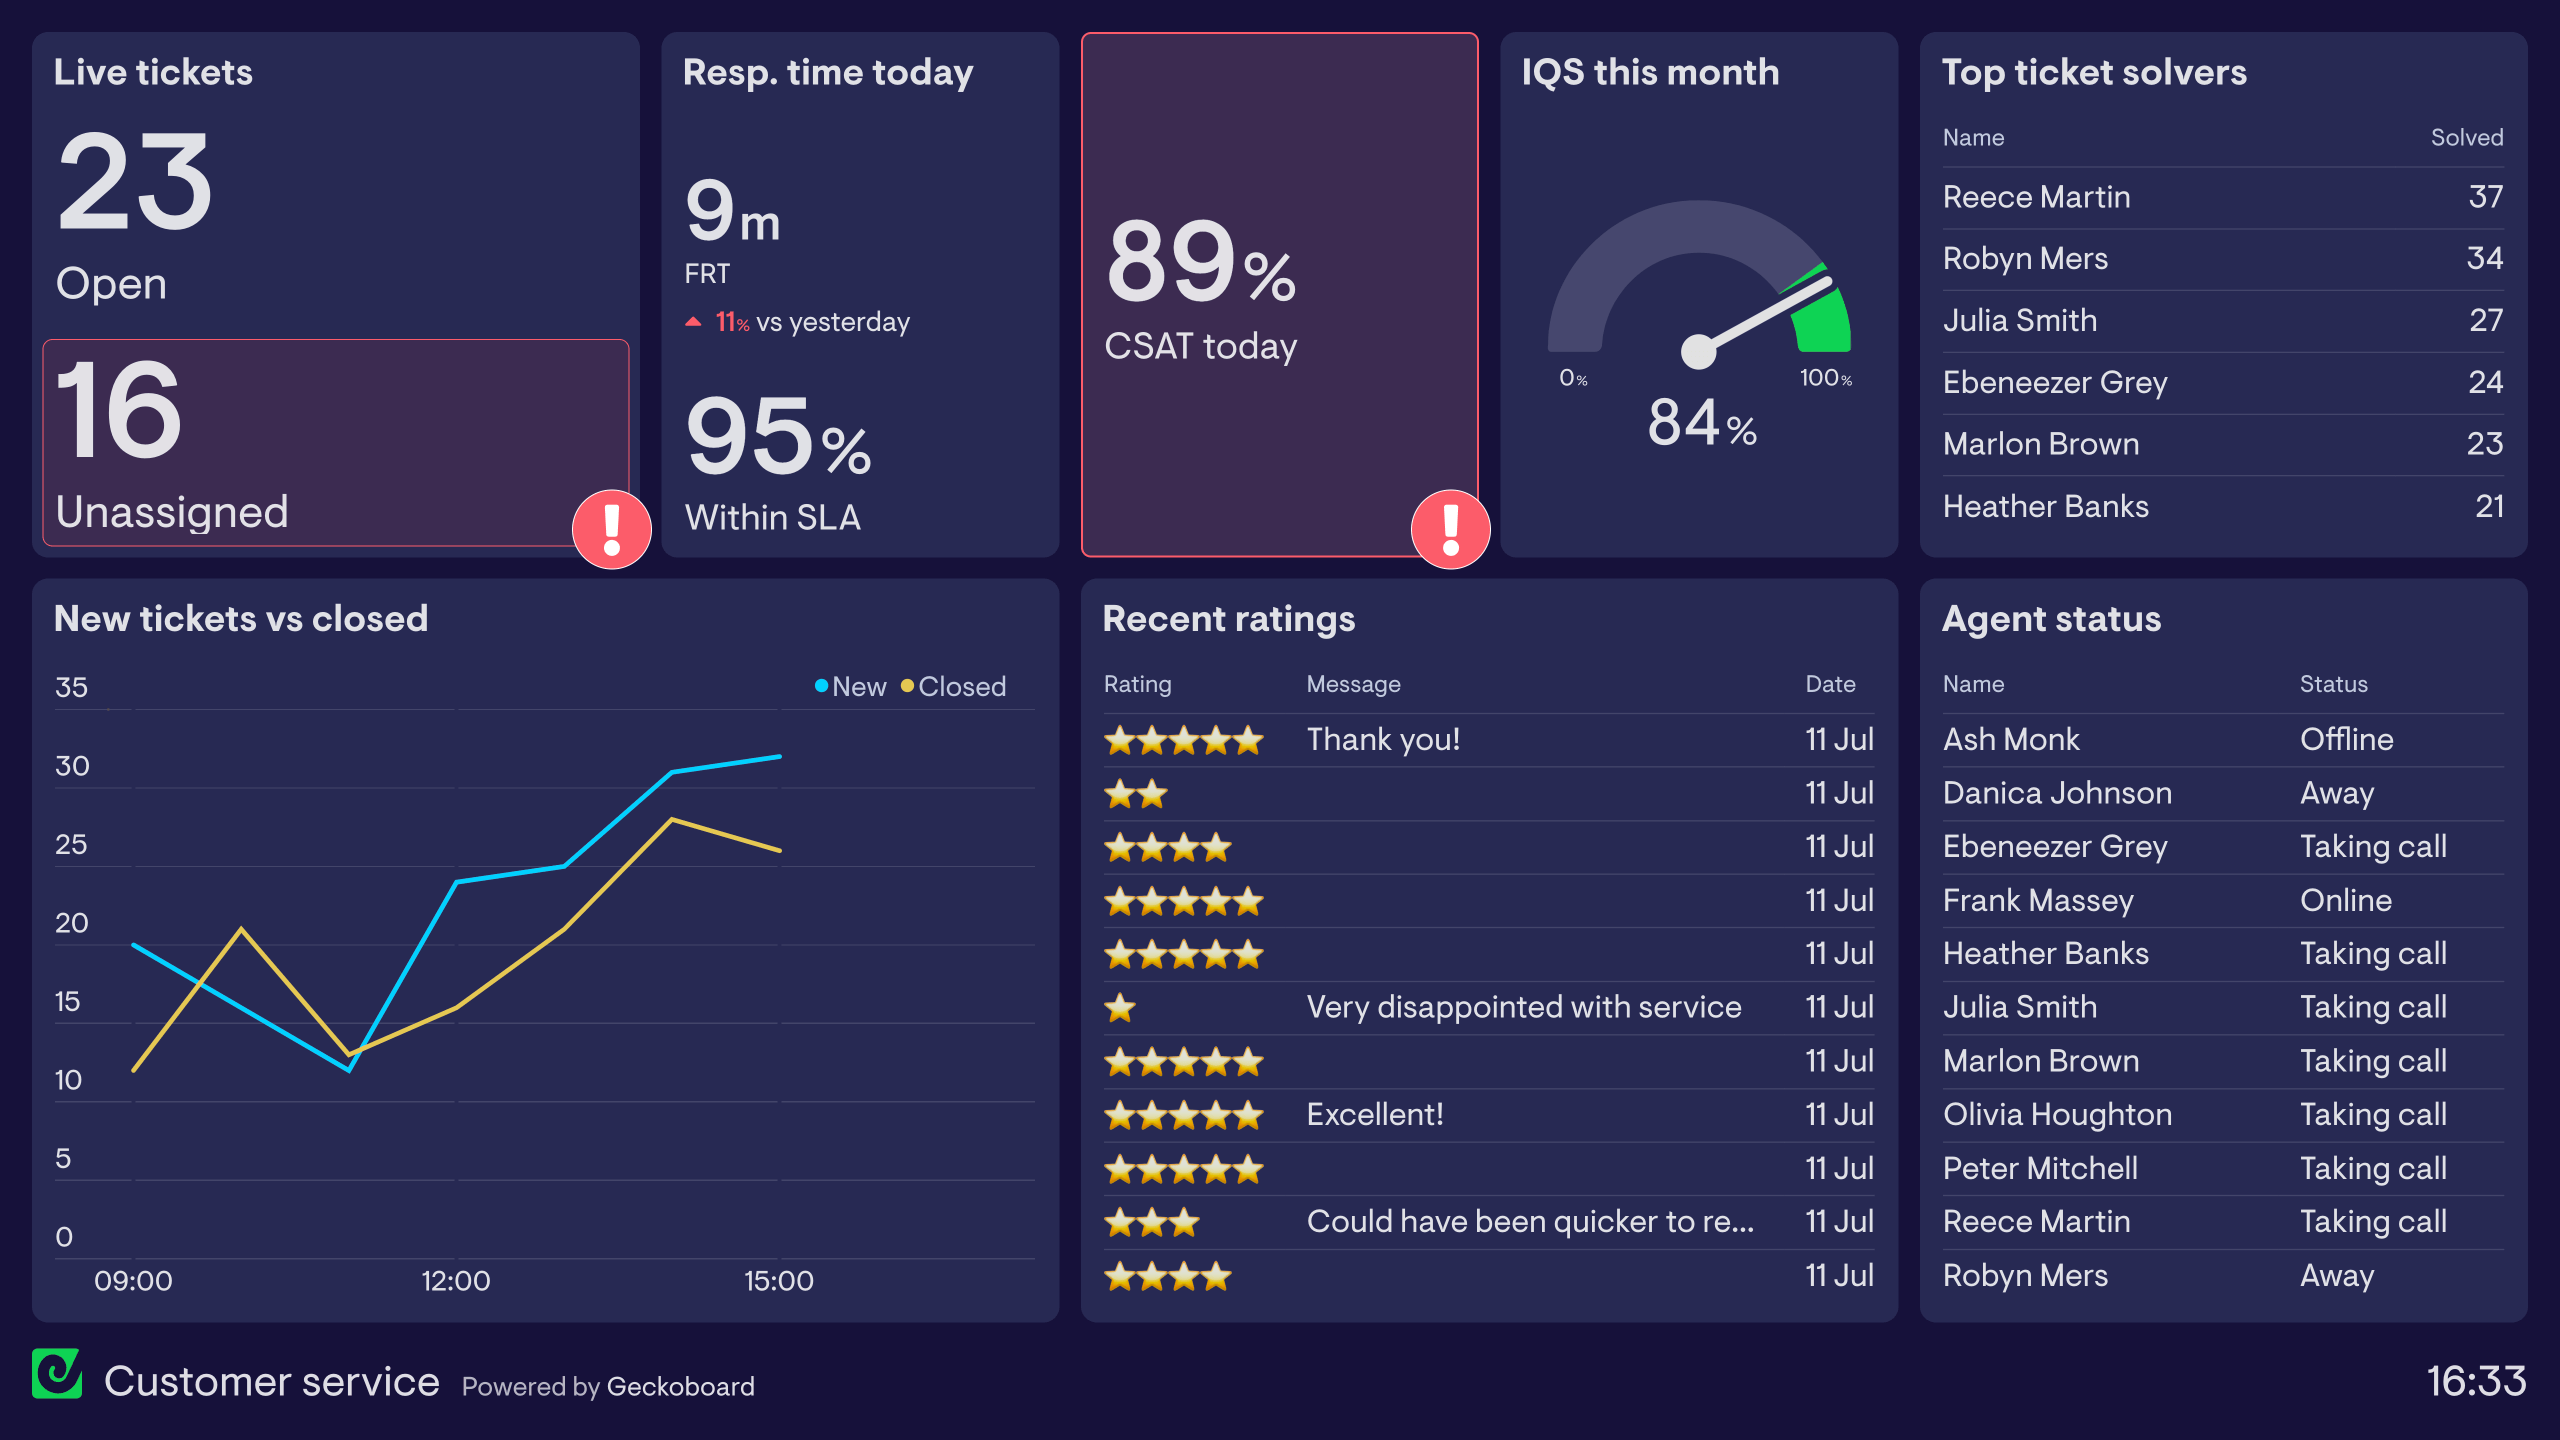 Live tickets
23
Open
16
Unassigned
!
Resp. time today
9m
FRT
11% vs yesterday
95%
Within SLA
89%
CSAT today
!
IQS this month
0%
100%
84%
Top ticket solvers
Name Solved
Reece Martin 37
Robyn Mers 34
Julia Smith 27
Ebeneezer Grey 24
Marlon Brown 23
Heather Banks 21
New tickets vs closed
New Closed
35
30
25
20
15
10
5
0
09:00 12:00 15:00
Recent ratings
Rating Message Date
Thank you! 11 Jul
11 Jul
11 Jul
11 Jul
11 Jul
Very disappointed with service 11 Jul
11 Jul
Excellent! 11 Jul
11 Jul
Could have been quicker to re... 11 Jul
11 Jul
Agent status
Name Status
Ash Monk Offline
Danica Johnson Away
Ebeneezer Grey Taking call
Frank Massey Online
Heather Banks Taking call
Julia Smith Taking call
Marlon Brown Taking call
Olivia Houghton Taking call
Peter Mitchell Taking call
Reece Martin Taking call
Robyn Mers Away
Customer service Powered by Geckoboard
16:33